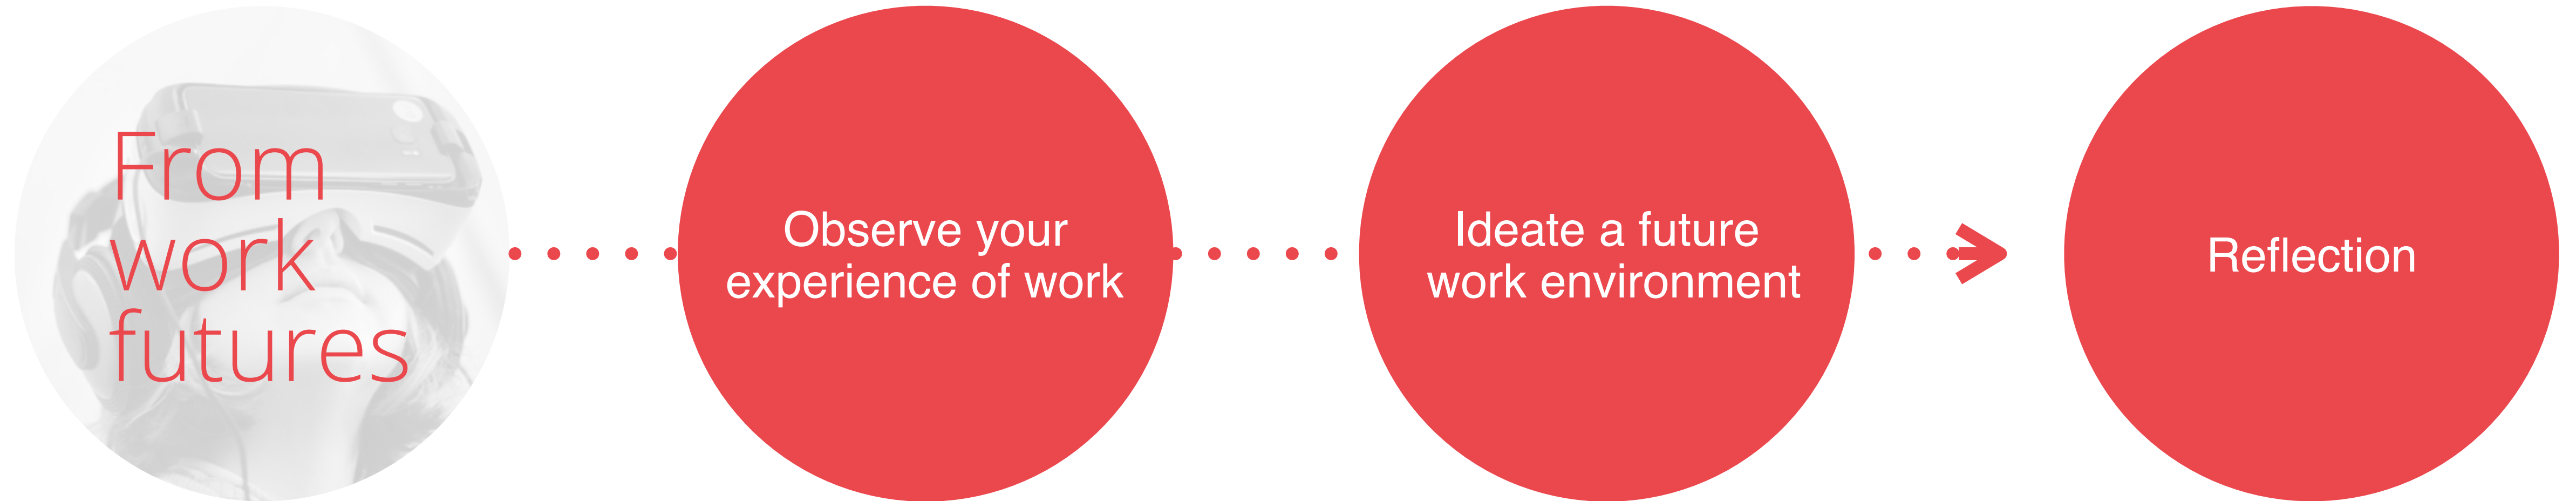 From
work
futures
Observe your
experience of work
Ideate a future
work environment
Reflection